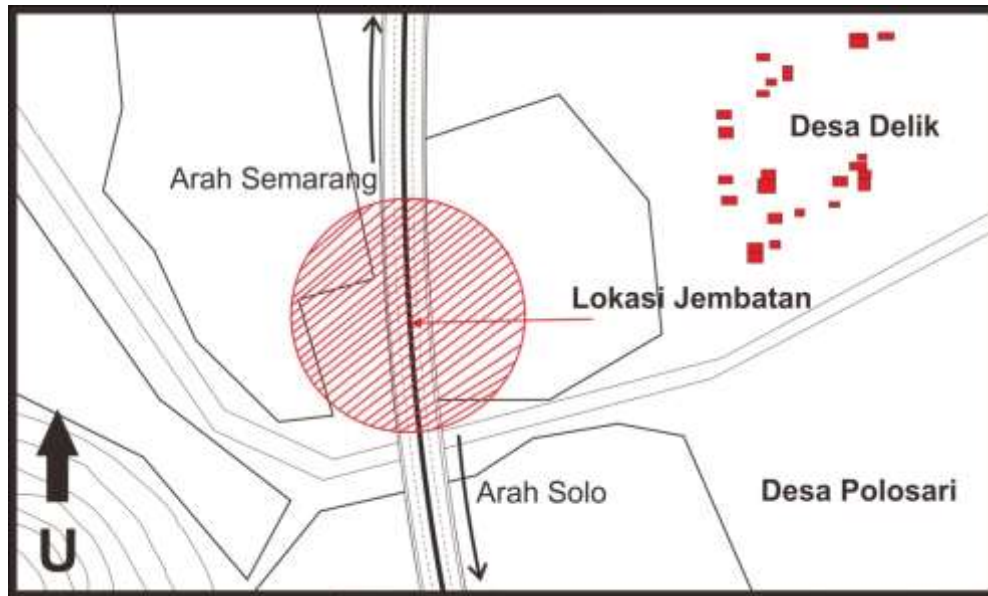 Desa Delik
Arah Semarang
Lokasi Jembatan
Arah Solo
Desa Polosari
U